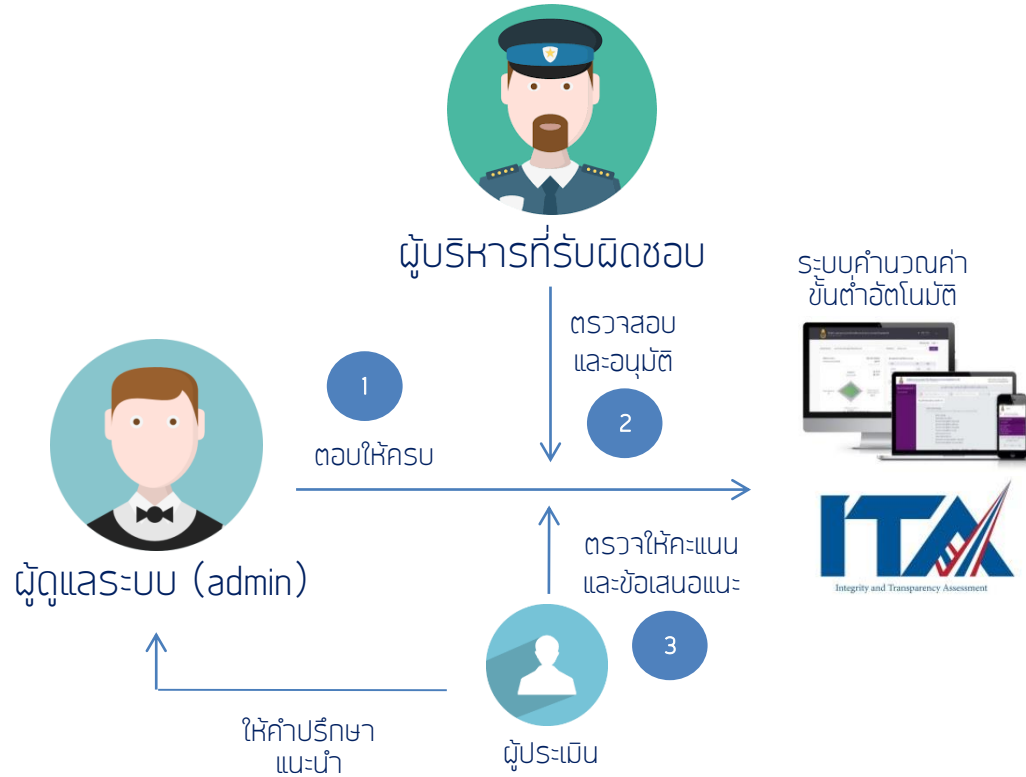 ผู้บริหารที่รับผิดชอบ
ระบบคำนวณค่า
ขั้นต่ำอัตโนมัติ
ตรวจสอบ
และอนุมัติ
1
2
ตอบให้ครบ
ผู้ดูแลระบบ (admin)
ตรวจให้คะแนน
และข้อเสนอแนะ
3
ITA
Integrity and Transparency Assessment
ให้คำปรึกษา
แนะนำ
ผู้ประเมิน